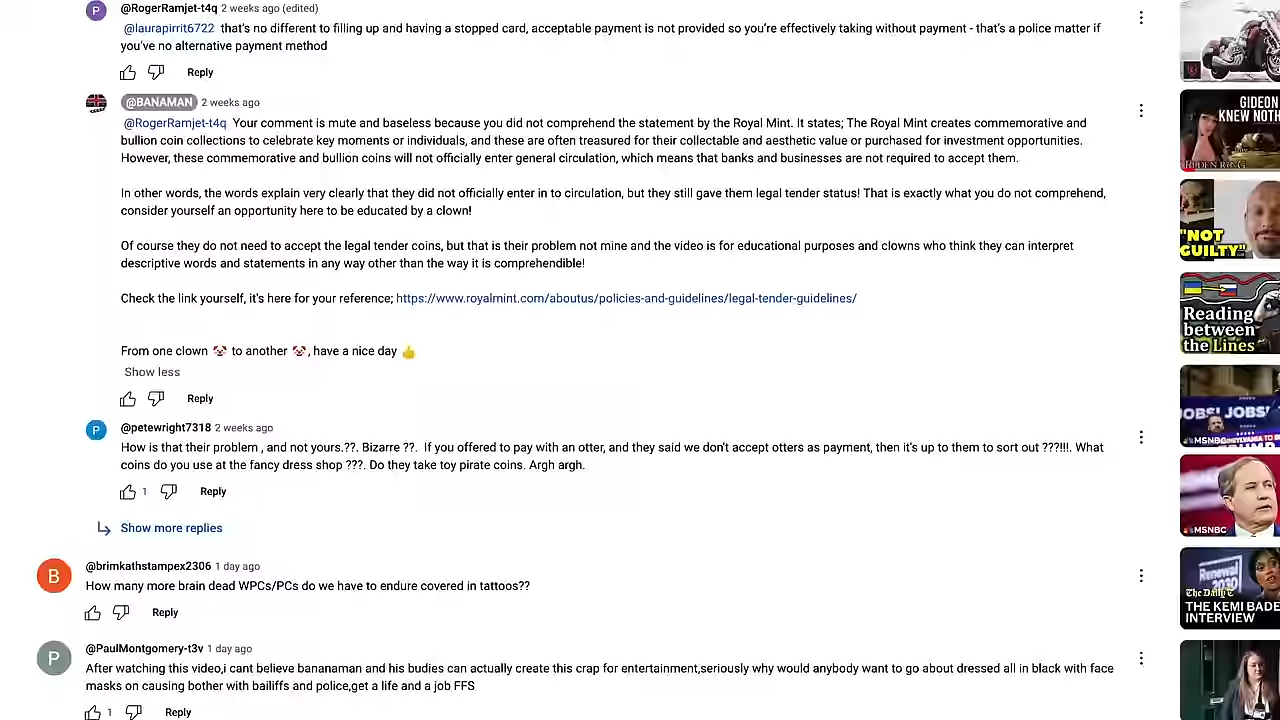 @RogerRamjet-t4q 2 weeks ago (edited)
@laurapirrit6722 that's no different to filling up and having a stopped card, acceptable payment is not provided so you're effectively taking without payment - that's a police matter if
you've no alternative payment method
Reply
@BANAMAN 2 weeks ago
@RogerRamjet-t4q Your comment is mute and baseless because you did not comprehend the statement by the Royal Mint. It states; The Royal Mint creates commemorative and
bullion coin collections to celebrate key moments or individuals, and these are often treasured for their collectable and aesthetic value or purchased for investment opportunities.
However, these commemorative and bullion coins will not officially enter general circulation, which means that banks and businesses are not required to accept them.
In other words, the words explain very clearly that they did not officially enter in to circulation, but they still gave them legal tender status! That is exactly what you do not comprehend,
consider yourself an opportunity here to be educated by a clown!
Of course they do not need to accept the legal tender coins, but that is their problem not mine and the video is for educational purposes and clowns who think they can interpret
descriptive words and statements in any way other than the way it is comprehendible!
Check the link yourself, it's here for your reference; https://www.royalmint.com/aboutus/policies-and-guidelines/legal-tender-guidelines/
From one clown 🤡 to another 🤡, have a nice day 👍
Show less
Reply
P
@petewright7318 2 weeks ago
How is that their problem , and not yours.??. Bizarre ??. If you offered to pay with an otter, and they said we don't accept otters as payment, then it's up to them to sort out ???!!!. What
coins do you use at the fancy dress shop ???. Do they take toy pirate coins. Argh argh.
1
Reply
Show more replies
B
@brimkathstampex2306 1 day ago
How many more brain dead WPCs/PCs do we have to endure covered in tattoos??
Reply
P
@PaulMontgomery-t3v 1 day ago
After watching this video,i cant believe bananaman and his budies can actually create this crap for entertainment,seriously why would anybody want to go about dressed all in black with face
masks on causing bother with bailiffs and police,get a life and a job FFS
1
Reply
P
GIDEON
KNEW NOTH
ELDEN RING
"NOT
GUILTY"
Reading
between
the Lines
JOBS! JOBS!
MSNBC
MSNBC
Renewal
2030
The Daily T
THE KEMI BADE
INTERVIEW